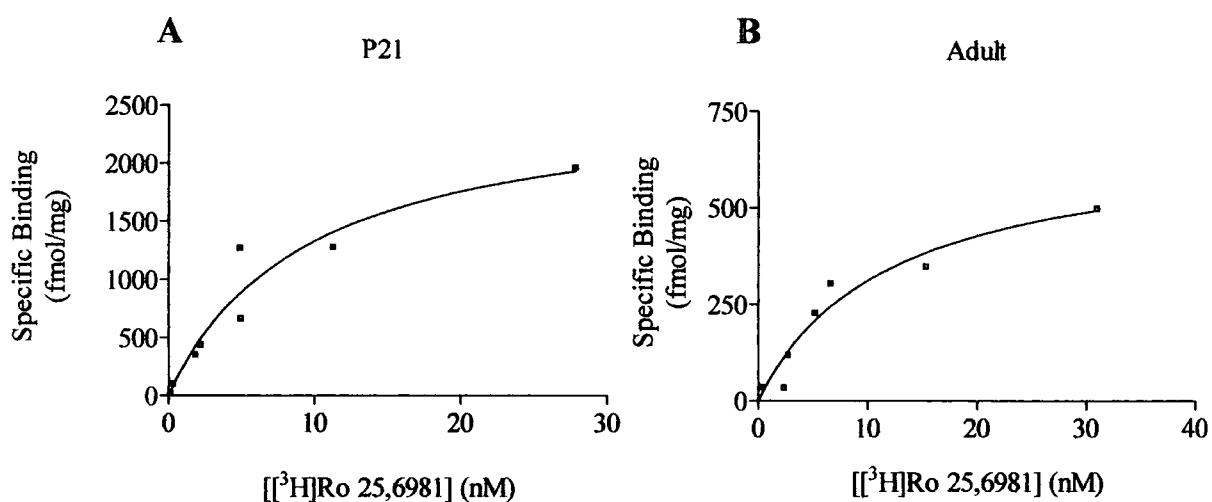 A
P21
2500
2000
1500
1000
500
0
0
10
20
30
Specific Binding
(fmol/mg)
[[³H]Ro 25,6981] (nM)
B
Adult
750
500
250
0
0
10
20
30
40
Specific Binding
(fmol/mg)
[[³H]Ro 25,6981] (nM)